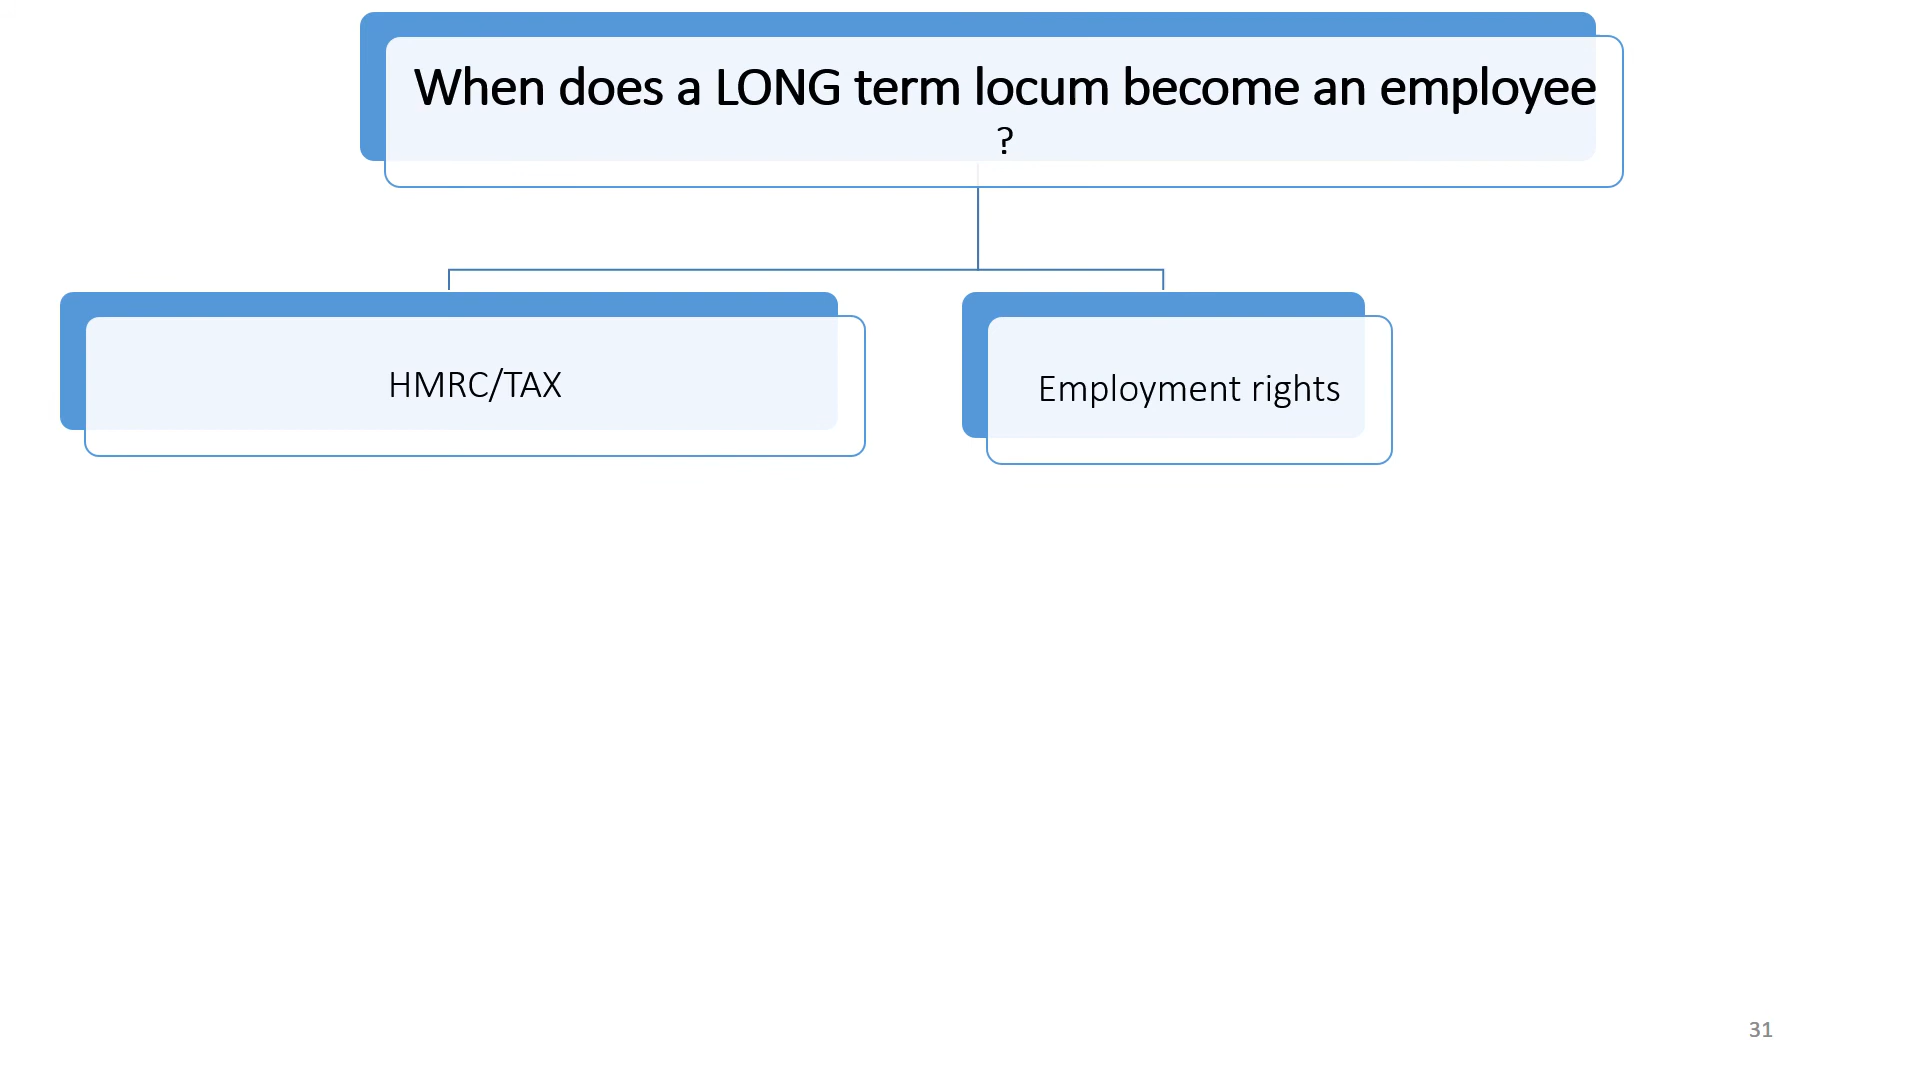 When does a LONG term locum become an employee
?
HMRC/TAX
Employment rights
31